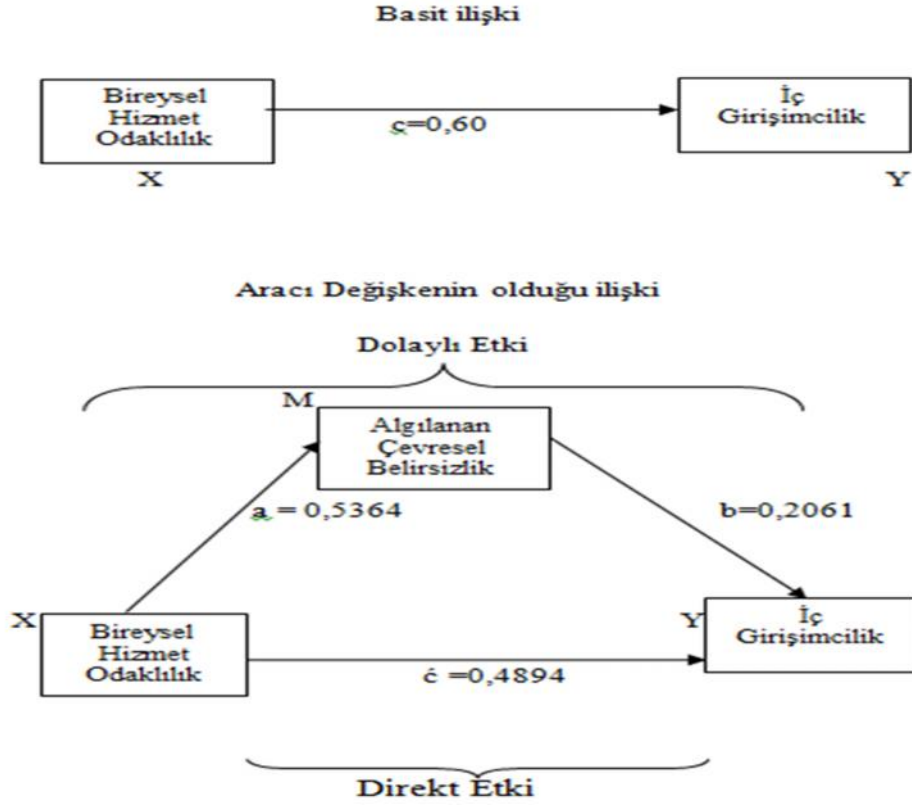 Basit ilişki
Bireysel
Hizmet
Odaklılık
c=0,60
İç
Girişimcilik
X
Y
Aracı Değişkenin olduğu ilişki
Dolaylı Etki
M
Algılanan
Çevresel
Belirsizlik
a = 0,5364
b=0,2061
X
Bireysel
Hizmet
Odaklılık
Y
İç
Girişimcilik
ć =0,4894
Direkt Etki